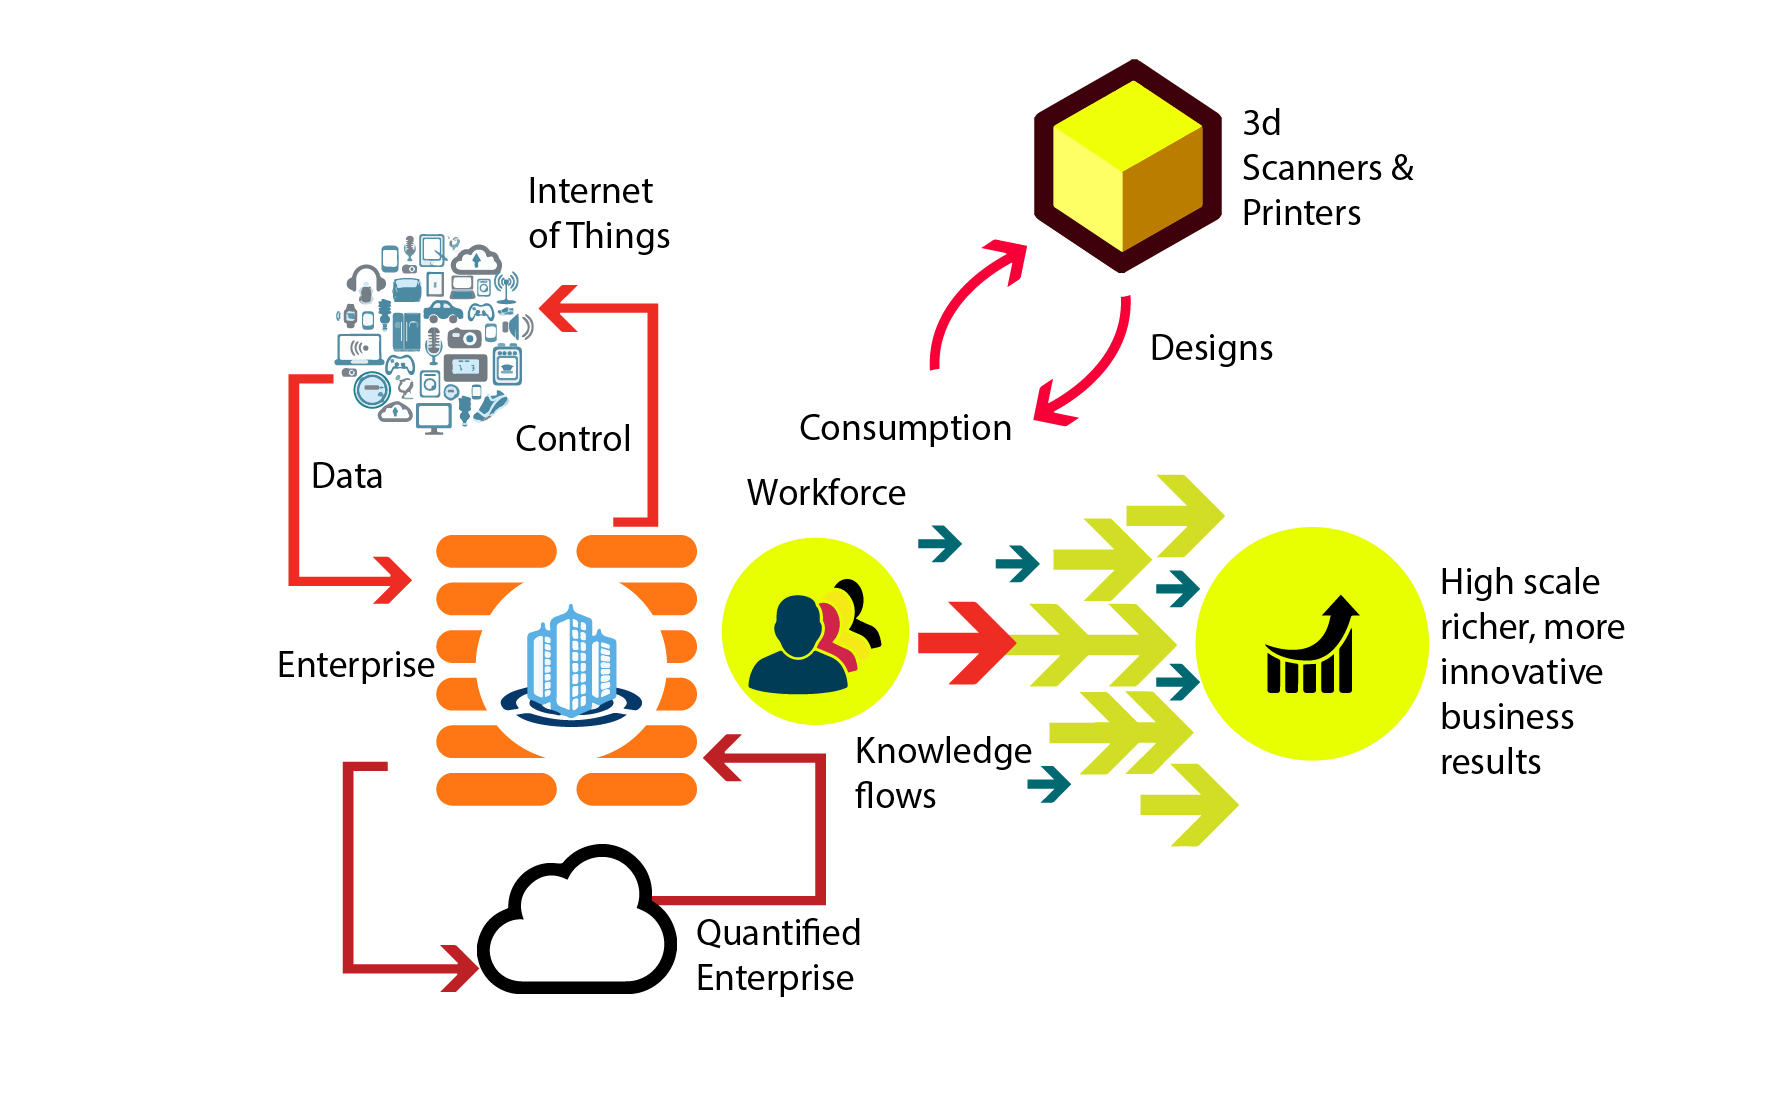 3d
Scanners &
Printers
Internet
of Things
Designs
Consumption
Control
Data
Workforce
Enterprise
High scale
richer, more
innovative
business
results
Knowledge
flows
Quantified
Enterprise